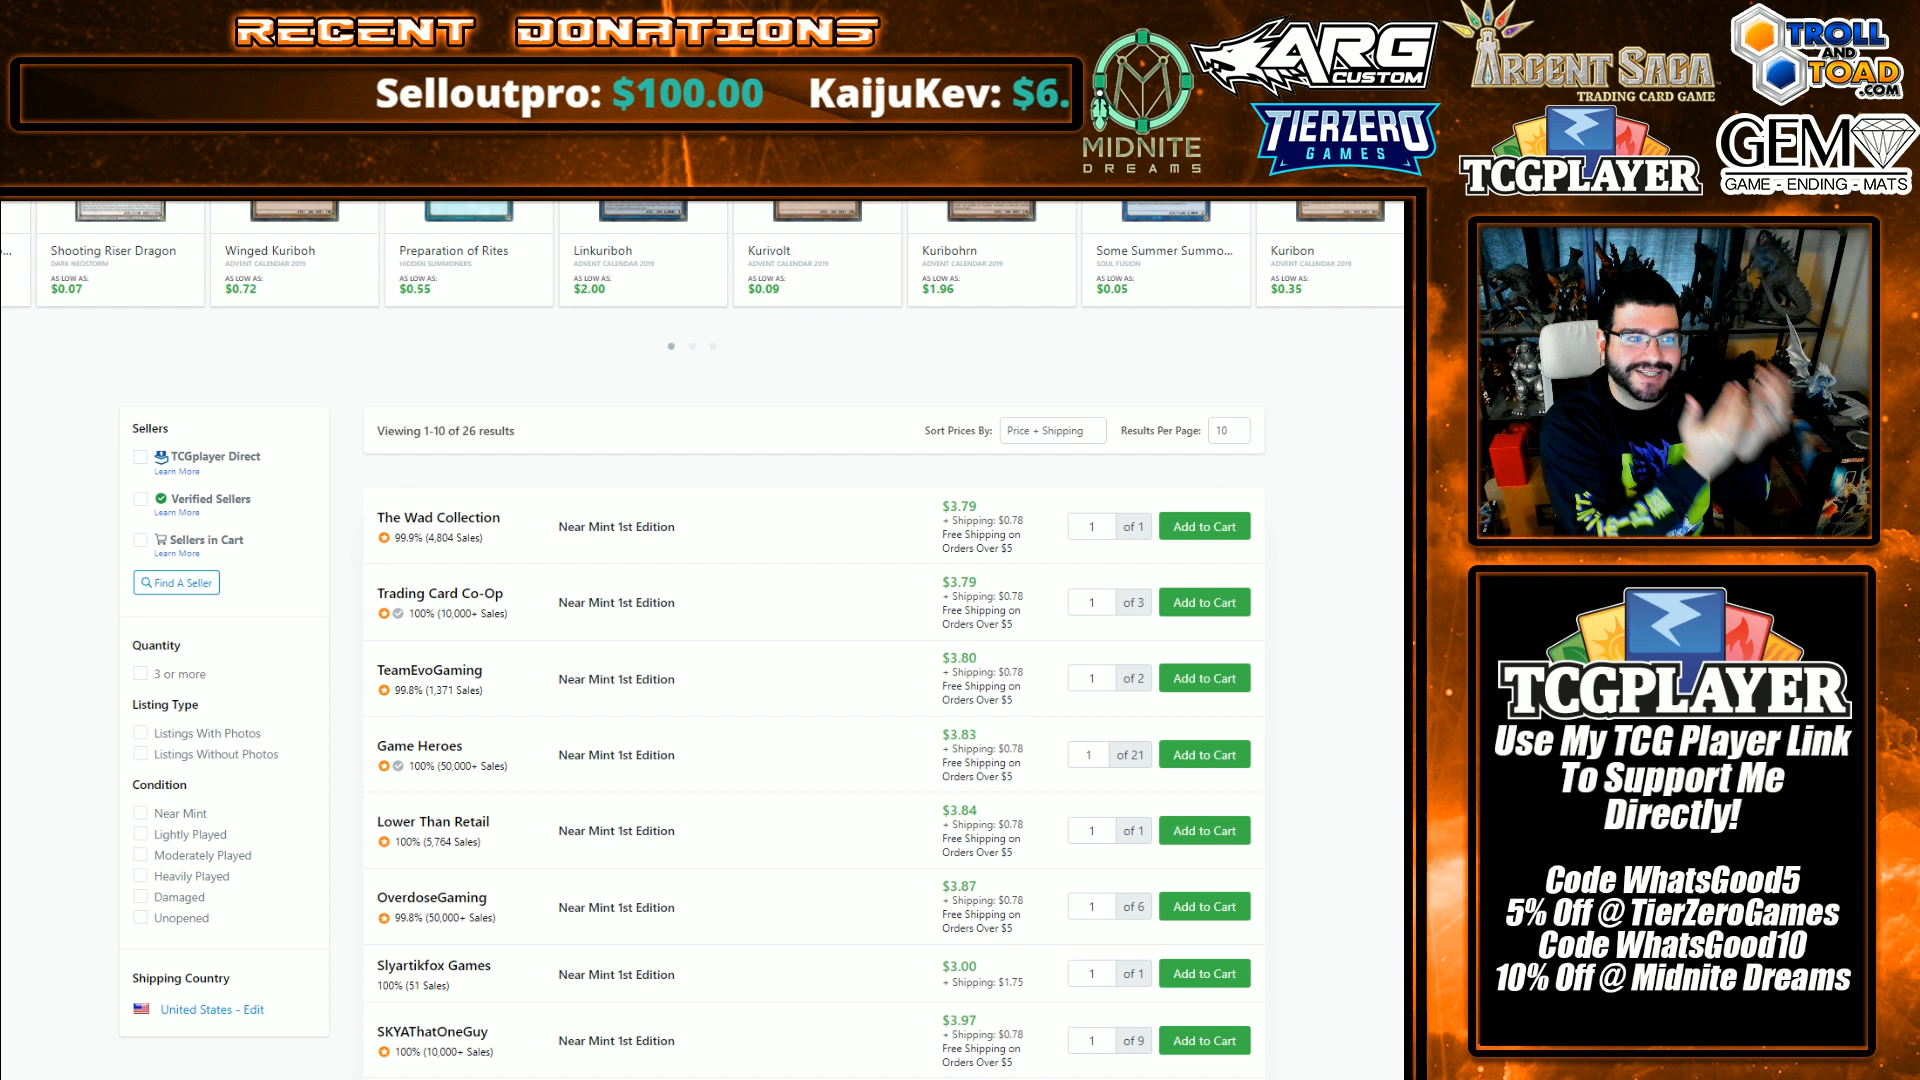 RECENT DONATIONS
Selloutpro: $100.00 KaijuKev: $6.
MIDNITE
DREAMS
ARG
CUSTOM
TIERZERO
GAMES
ARGENT SAGA
TRADING CARD GAME
TROLL
AND
TOAD
.COM
TCGPLAYER
GEM
GAME - ENDING - MATS
Shooting Riser Dragon
DARK NEOSTORM
AS LOW AS:
$0.07
Winged Kuriboh
ADVENT CALENDAR 2019
AS LOW AS:
$0.72
Preparation of Rites
HIDDEN SUMMONERS
AS LOW AS:
$0.55
Linkuriboh
ADVENT CALENDAR 2019
AS LOW AS:
$2.00
Kurivolt
ADVENT CALENDAR 2019
AS LOW AS:
$0.09
Kuribohrn
ADVENT CALENDAR 2019
AS LOW AS:
$1.96
Some Summer Summo...
SOUL FUSION
AS LOW AS:
$0.05
Kuribon
ADVENT CALENDAR 2019
AS LOW AS:
$0.35
Sellers
TCGplayer Direct
Learn More
Verified Sellers
Learn More
Sellers in Cart
Learn More
Find A Seller
Quantity
3 or more
Listing Type
Listings With Photos
Listings Without Photos
Condition
Near Mint
Lightly Played
Moderately Played
Heavily Played
Damaged
Unopened
Shipping Country
United States - Edit
Viewing 1-10 of 26 results
Sort Prices By: Price + Shipping Results Per Page: 10
The Wad Collection
99.9% (4,804 Sales)
Near Mint 1st Edition
$3.79
+ Shipping: $0.78
Free Shipping on
Orders Over $5
1 of 1 Add to Cart
Trading Card Co-Op
100% (10,000+ Sales)
Near Mint 1st Edition
$3.79
+ Shipping: $0.78
Free Shipping on
Orders Over $5
1 of 3 Add to Cart
TeamEvoGaming
99.8% (1,371 Sales)
Near Mint 1st Edition
$3.80
+ Shipping: $0.78
Free Shipping on
Orders Over $5
1 of 2 Add to Cart
Game Heroes
100% (50,000+ Sales)
Near Mint 1st Edition
$3.83
+ Shipping: $0.78
Free Shipping on
Orders Over $5
1 of 21 Add to Cart
Lower Than Retail
100% (5,764 Sales)
Near Mint 1st Edition
$3.84
+ Shipping: $0.78
Free Shipping on
Orders Over $5
1 of 1 Add to Cart
OverdoseGaming
99.8% (50,000+ Sales)
Near Mint 1st Edition
$3.87
+ Shipping: $0.78
Free Shipping on
Orders Over $5
1 of 6 Add to Cart
Slyartikfox Games
100% (51 Sales)
Near Mint 1st Edition
$3.00
+ Shipping: $1.75
1 of 1 Add to Cart
SKYAThatOneGuy
100% (10,000+ Sales)
Near Mint 1st Edition
$3.97
+ Shipping: $0.78
Free Shipping on
Orders Over $5
1 of 9 Add to Cart
TCGPLAYER
Use My TCG Player Link
To Support Me
Directly!
Code WhatsGood5
5% Off @ TierZeroGames
Code WhatsGood10
10% Off @ Midnite Dreams